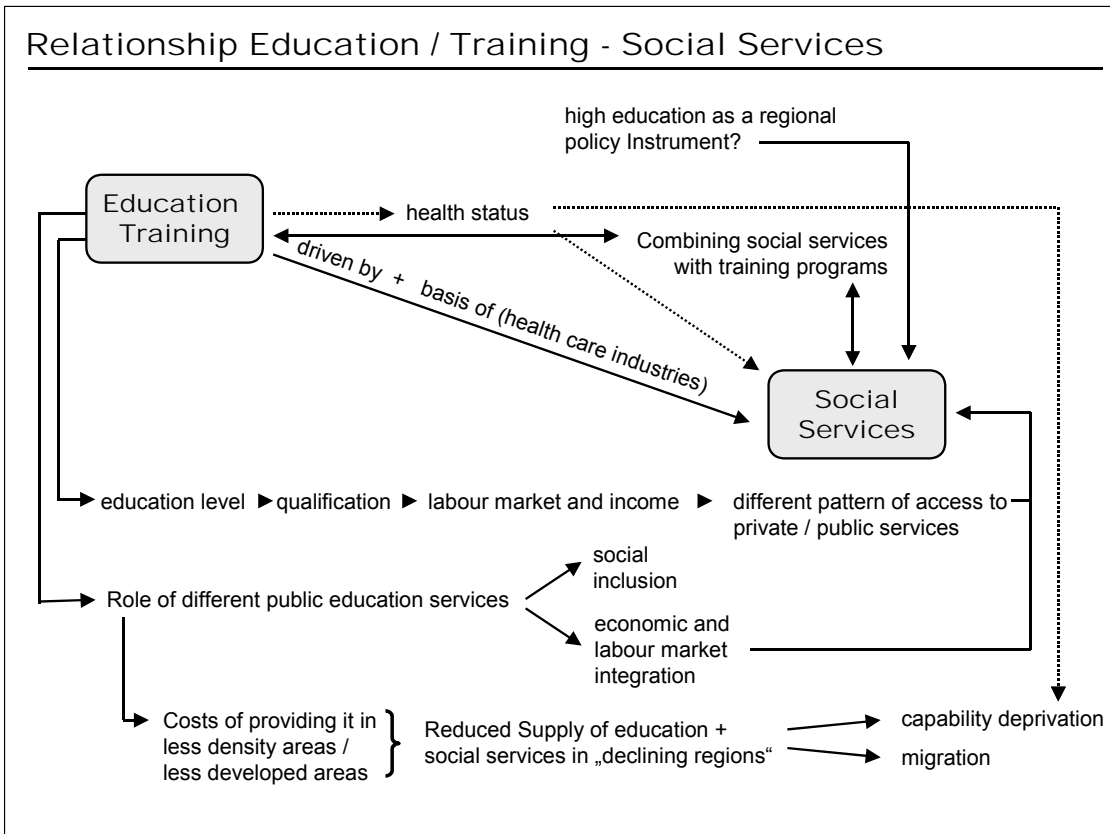 Relationship Education / Training - Social Services
high education as a regional
policy Instrument?
Education
Training
health status
Combining social services
with training programs
driven by + basis of (health care industries)
Social
Services
education level
qualification
labour market and income
different pattern of access to
private / public services
social
inclusion
Role of different public education services
economic and
labour market
integration
Costs of providing it in
less density areas /
less developed areas
Reduced Supply of education +
social services in „declining regions“
capability deprivation
migration